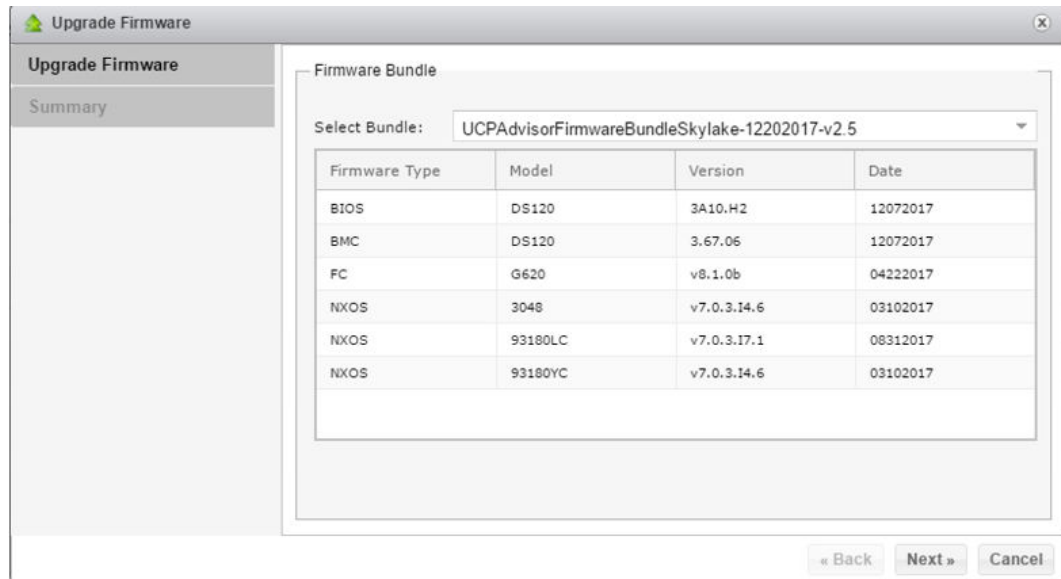 Upgrade Firmware
Upgrade Firmware
Summary
Firmware Bundle
Select Bundle: UCPAdvisorFirmwareBundleSkylake-12202017-v2.5
Firmware Type Model Version Date
BIOS DS120 3A10.H2 12072017
BMC DS120 3.67.06 12072017
FC G620 v8.1.0b 04222017
NXOS 3048 v7.0.3.I4.6 03102017
NXOS 93180LC v7.0.3.I7.1 08312017
NXOS 93180YC v7.0.3.I4.6 03102017
« Back Next » Cancel